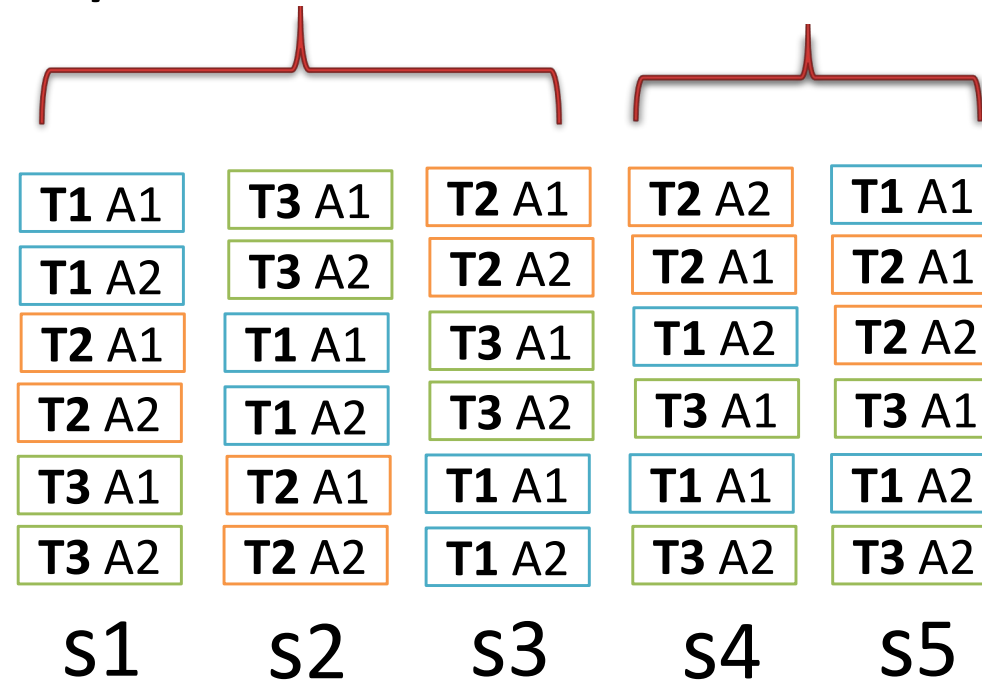 T1 A1 T3 A1 T2 A1 T2 A2 T1 A1
T1 A2 T3 A2 T2 A2 T2 A1 T2 A1
T2 A1 T1 A1 T3 A1 T1 A2 T2 A2
T2 A2 T1 A2 T3 A2 T3 A1 T3 A1
T3 A1 T2 A1 T1 A1 T1 A1 T1 A2
T3 A2 T2 A2 T1 A2 T3 A2 T3 A2
s1 s2 s3 s4 s5